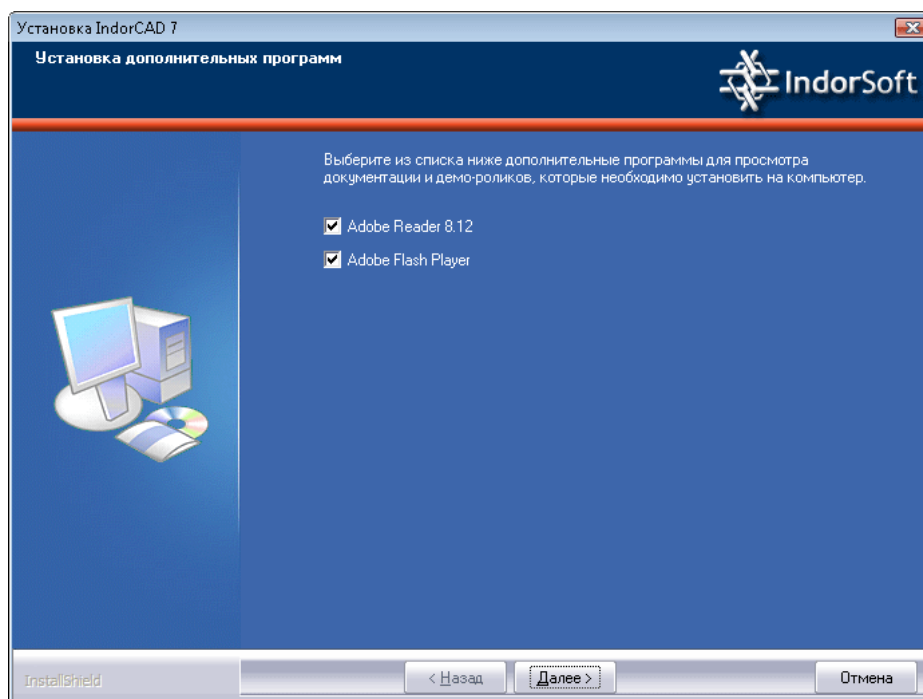 Установка IndorCAD 7
Установка дополнительных программ
IndorSoft
Выберите из списка ниже дополнительные программы для просмотра
документации и демо-роликов, которые необходимо установить на компьютер.
Adobe Reader 8.12
Adobe Flash Player
InstallShield
< Назад
Далее >
Отмена